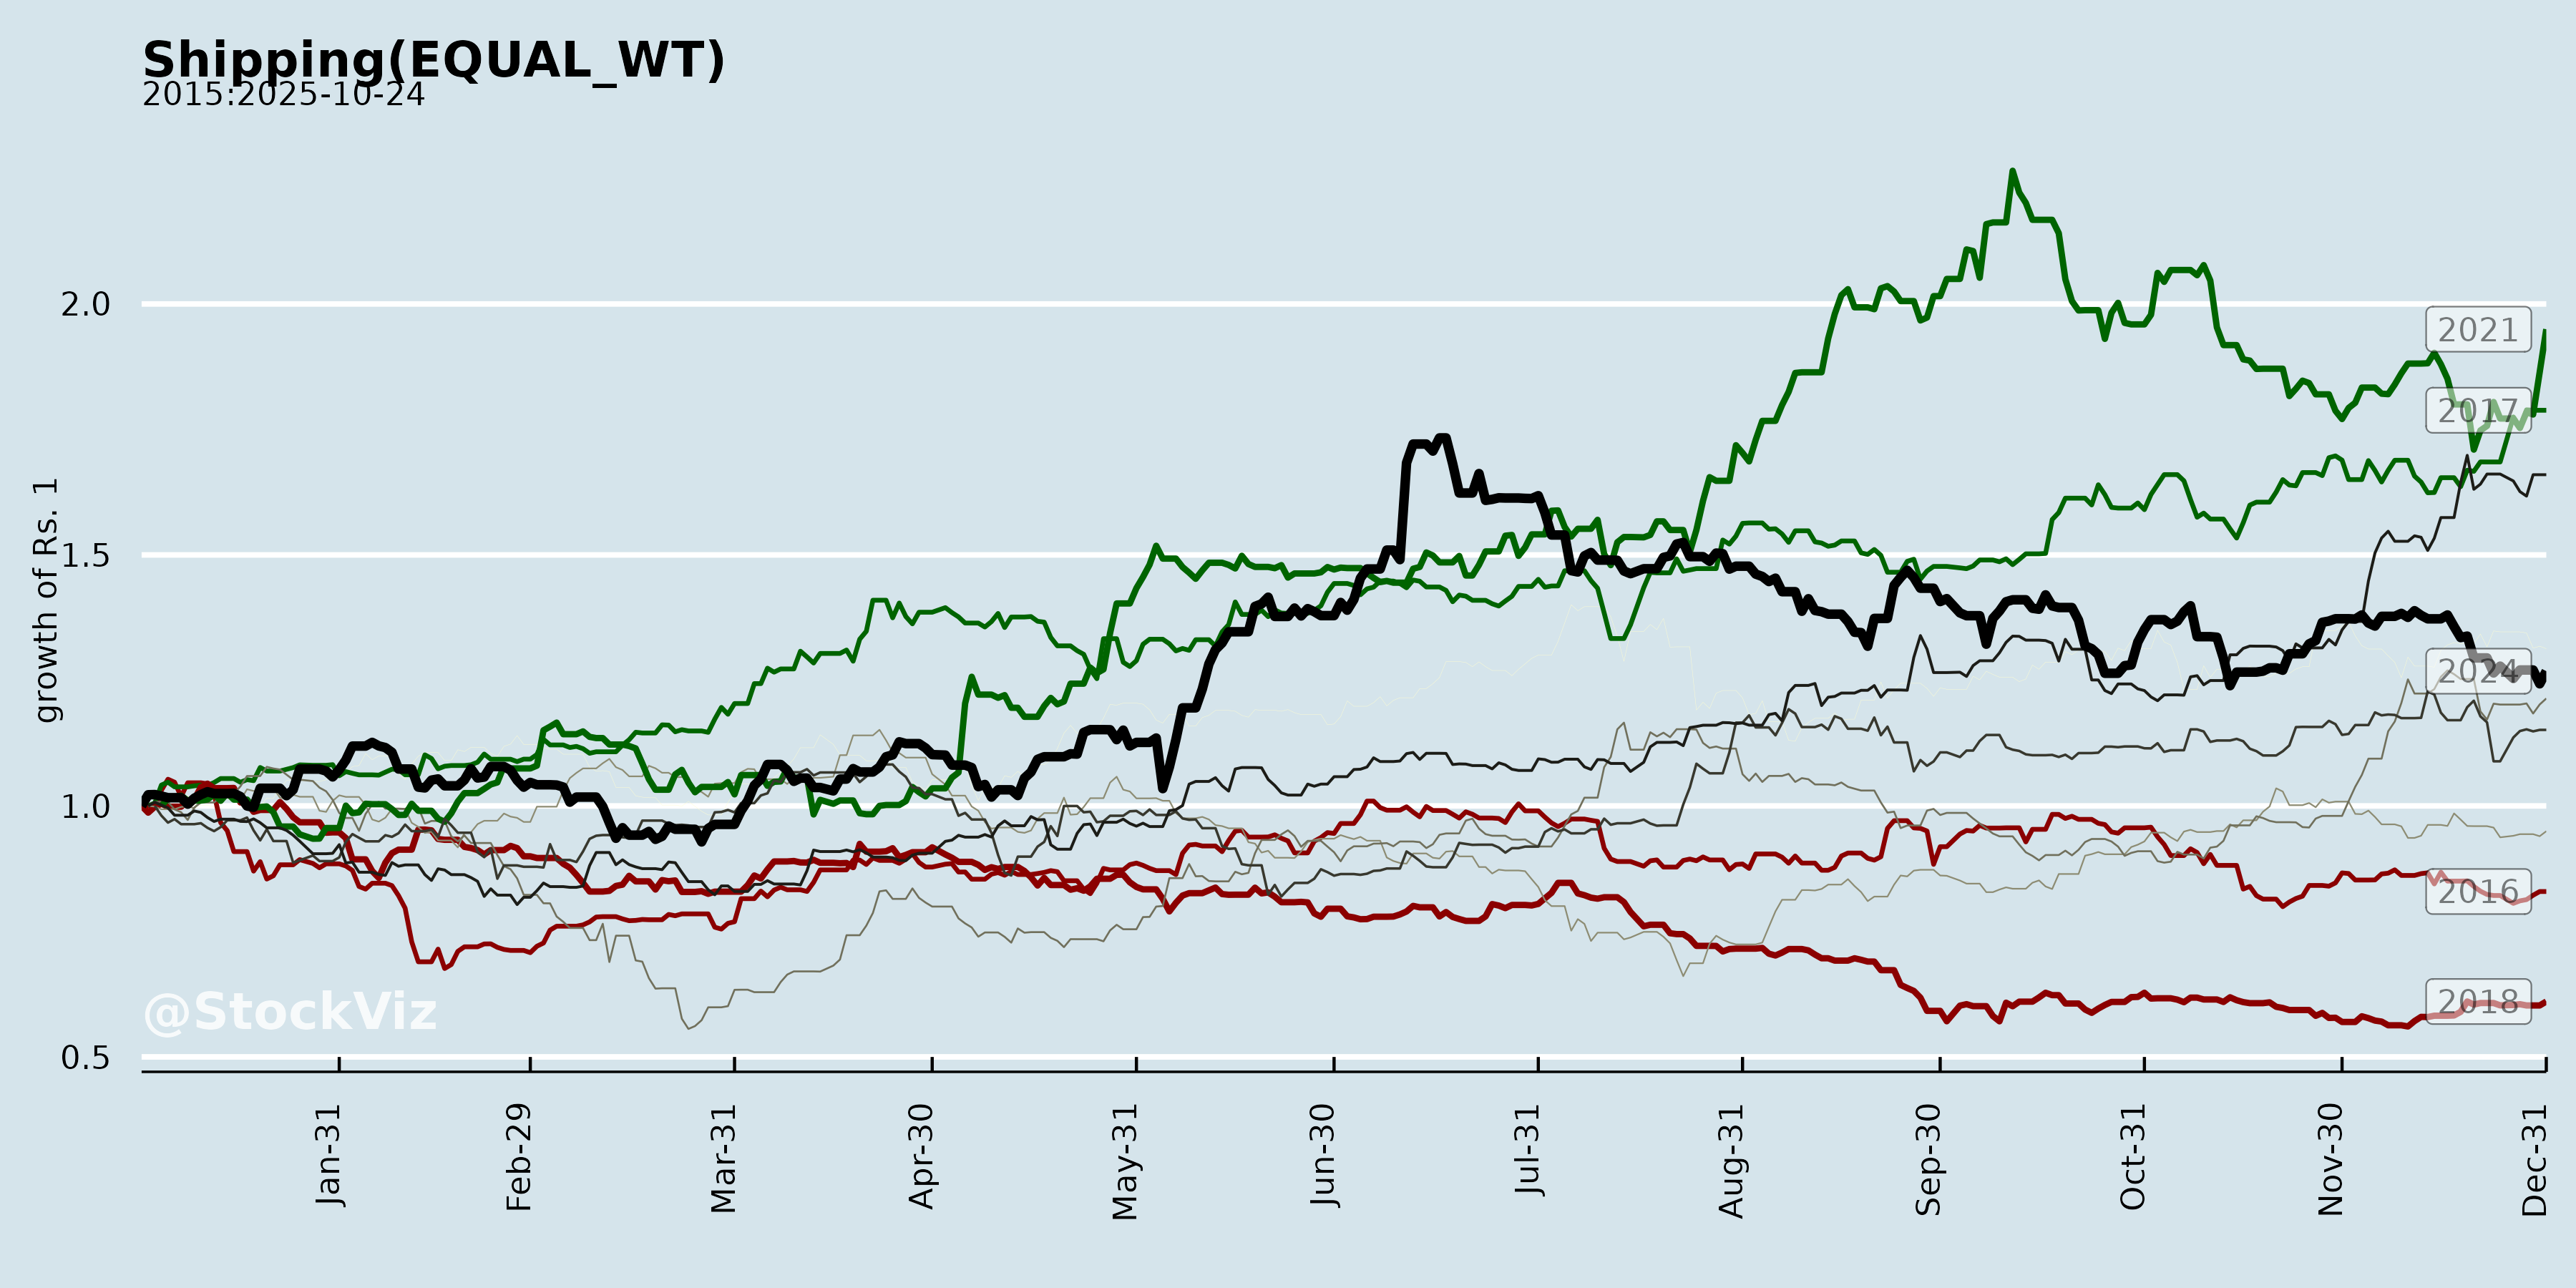 Shipping(EQUAL_WT)
2015:2025-10-24
growth of Rs. 1
2.0
1.5
1.0
0.5
2021
2017
2024
2016
2018
@StockViz
Jan-31
Feb-29
Mar-31
Apr-30
May-31
Jun-30
Jul-31
Aug-31
Sep-30
Oct-31
Nov-30
Dec-31